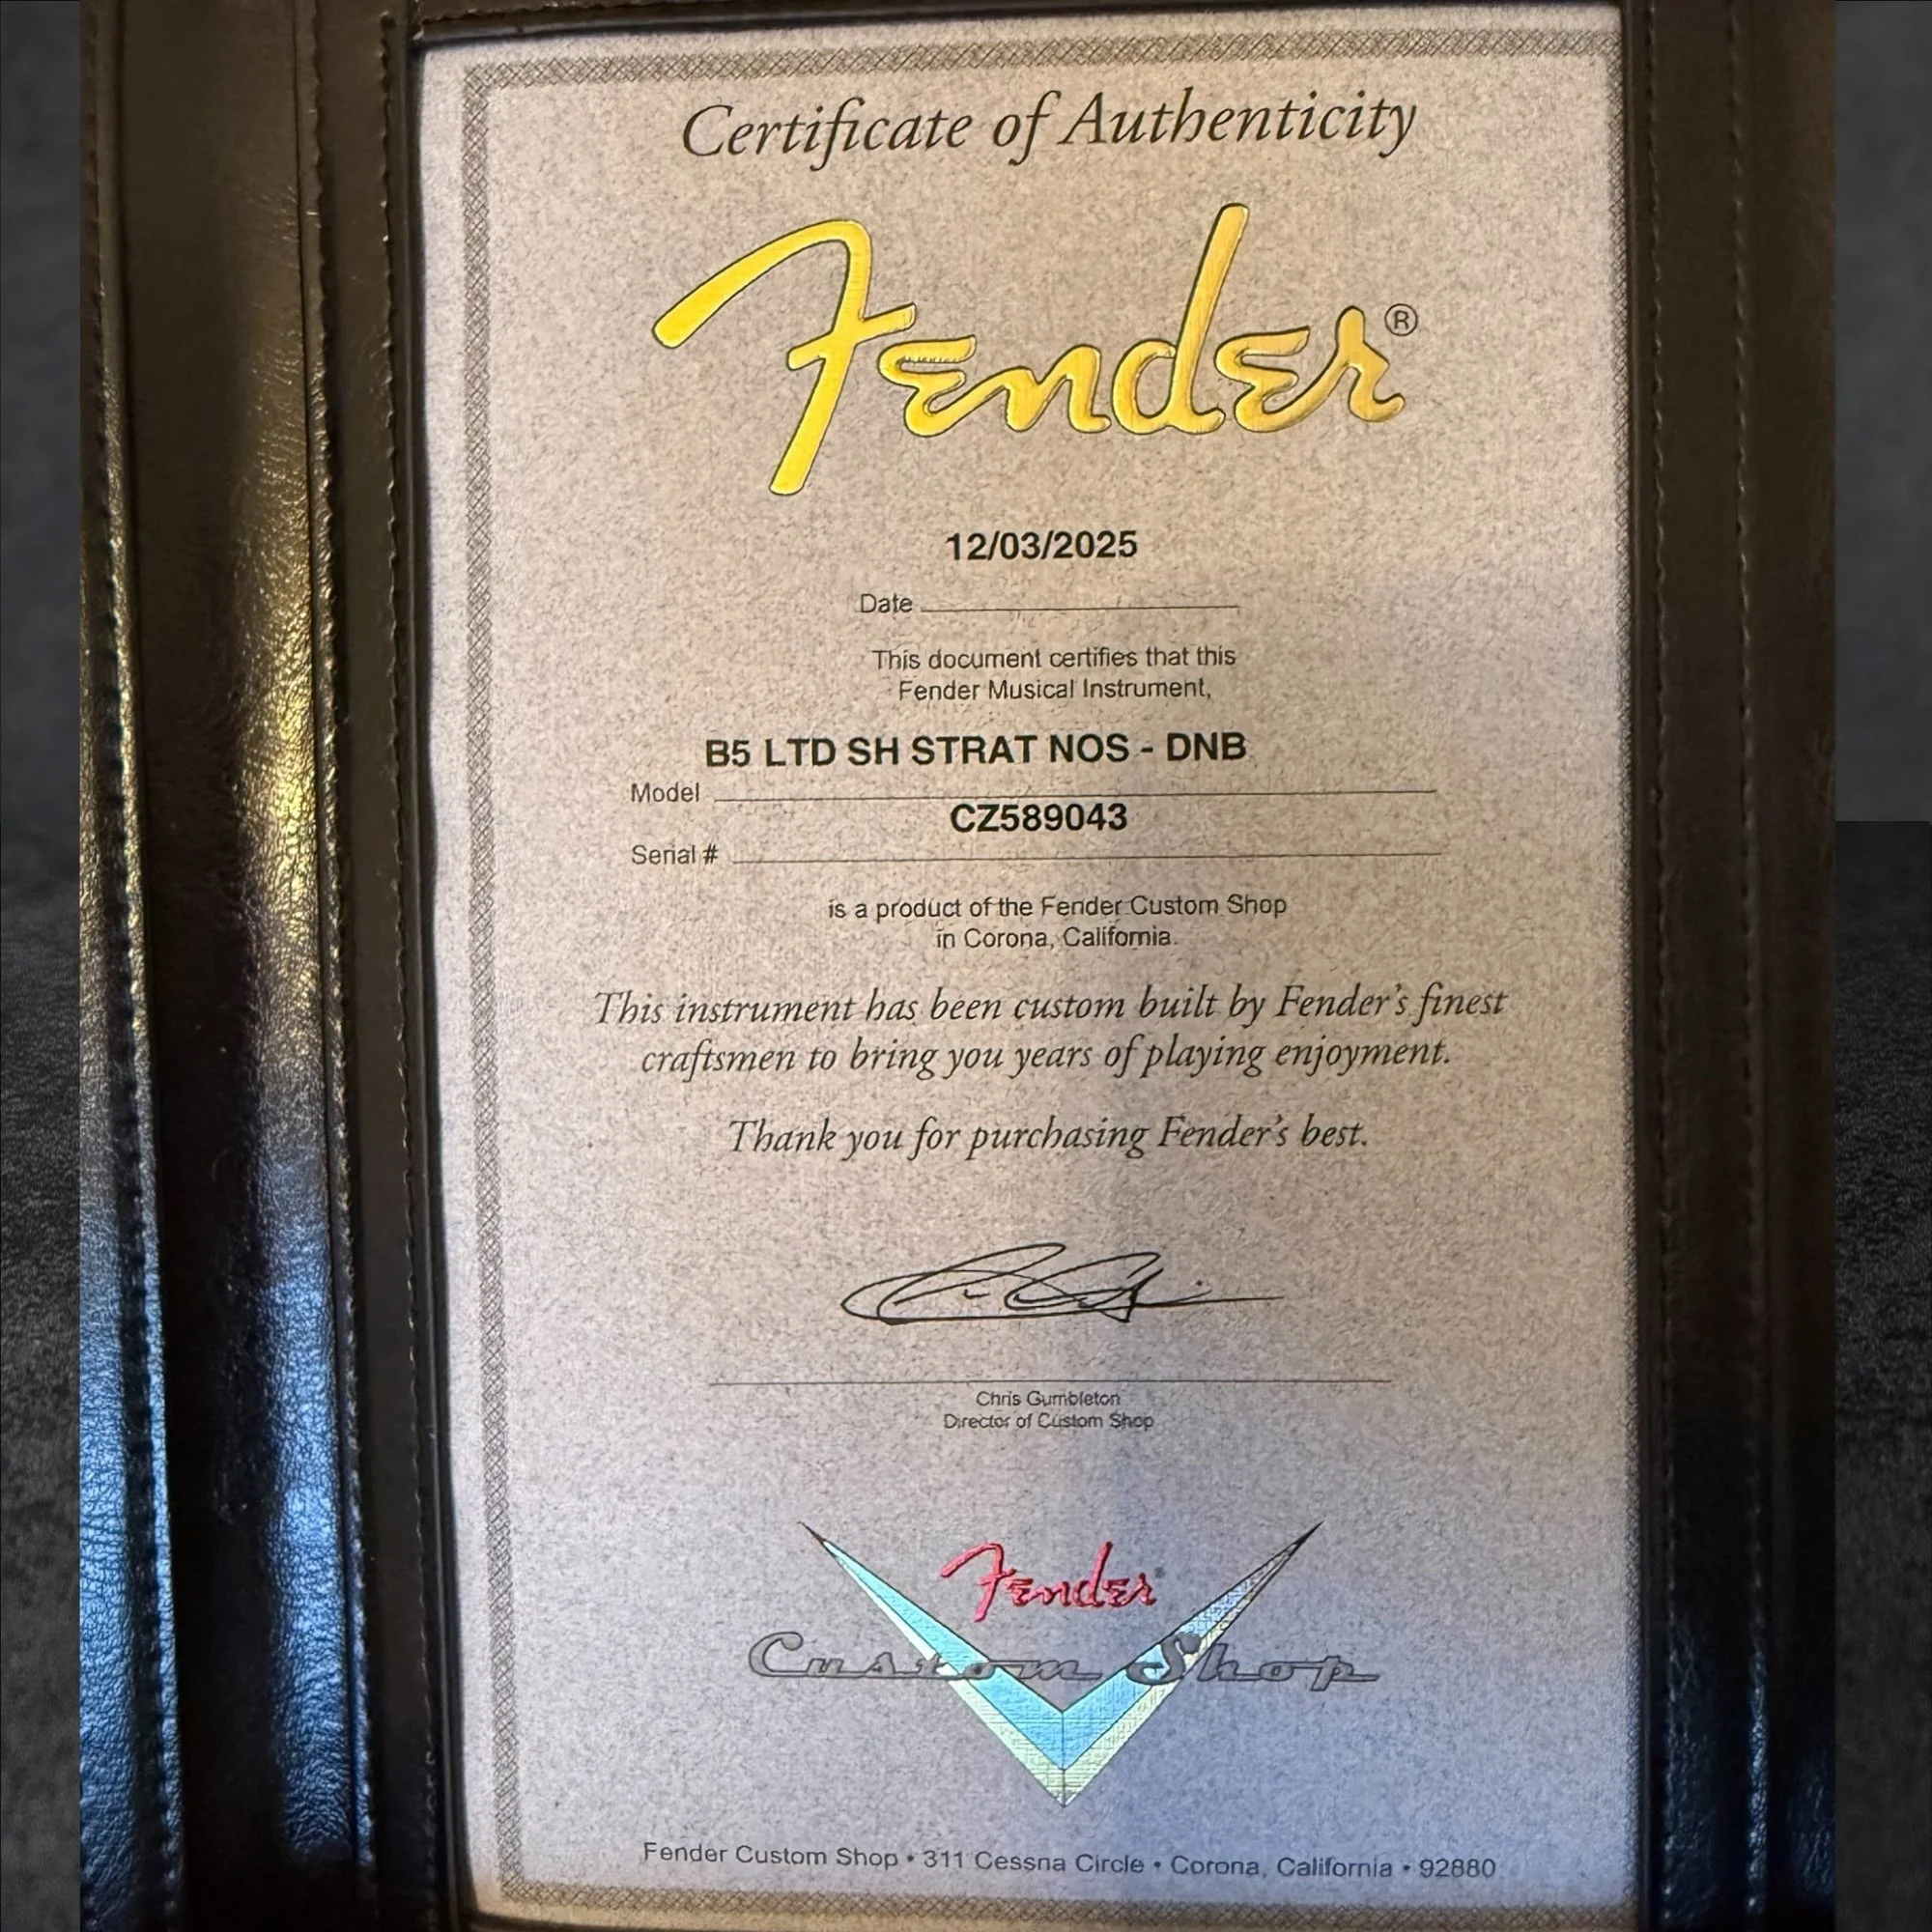 Certificate of Authenticity
Fender®
12/03/2025
Date
This document certifies that this
Fender Musical Instrument,
B5 LTD SH STRAT NOS - DNB
Model
CZ589043
Serial #
is a product of the Fender Custom Shop
in Corona, California.
This instrument has been custom built by Fender's finest
craftsmen to bring you years of playing enjoyment.
Thank you for purchasing Fender's best.
Chris Gumbleton
Director of Custom Shop
Fender
Custom Shop
Fender Custom Shop • 311 Cessna Circle • Corona, California • 92880